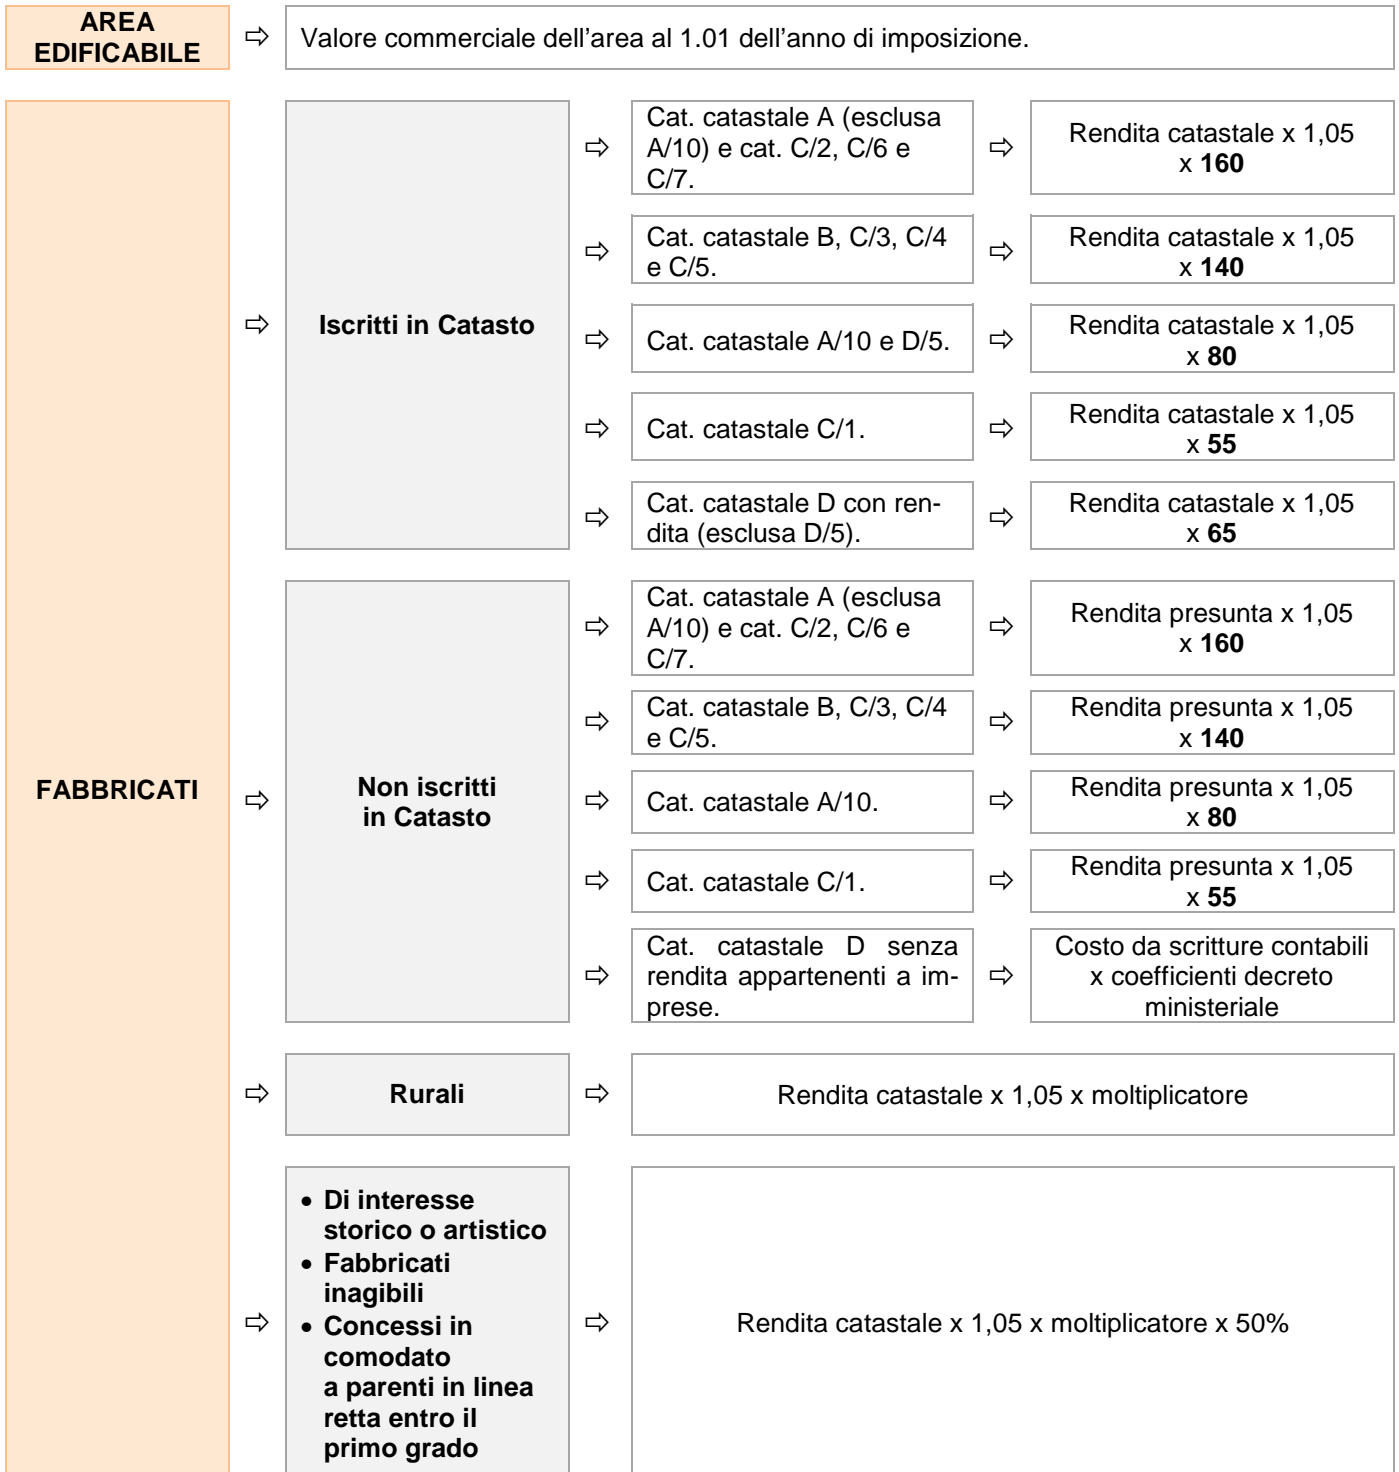 AREA
EDIFICABILE
⇨
Valore commerciale dell'area al 1.01 dell'anno di imposizione.
FABBRICATI
⇨
Iscritti in Catasto
⇨
Cat. catastale A (esclusa
A/10) e cat. C/2, C/6 e
C/7.
⇨
Rendita catastale x 1,05
x 160
⇨
Cat. catastale B, C/3, C/4
e C/5.
⇨
Rendita catastale x 1,05
x 140
⇨
Cat. catastale A/10 e D/5.
⇨
Rendita catastale x 1,05
x 80
⇨
Cat. catastale C/1.
⇨
Rendita catastale x 1,05
x 55
⇨
Cat. catastale D con ren-
dita (esclusa D/5).
⇨
Rendita catastale x 1,05
x 65
⇨
Non iscritti
in Catasto
⇨
Cat. catastale A (esclusa
A/10) e cat. C/2, C/6 e
C/7.
⇨
Rendita presunta x 1,05
x 160
⇨
Cat. catastale B, C/3, C/4
e C/5.
⇨
Rendita presunta x 1,05
x 140
⇨
Cat. catastale A/10.
⇨
Rendita presunta x 1,05
x 80
⇨
Cat. catastale C/1.
⇨
Rendita presunta x 1,05
x 55
⇨
Cat. catastale D senza
rendita appartenenti a im-
prese.
⇨
Costo da scritture contabili
x coefficienti decreto
ministeriale
⇨
Rurali
⇨
Rendita catastale x 1,05 x moltiplicatore
⇨
• Di interesse
storico o artistico
• Fabbricati
inagibili
• Concessi in
comodato
a parenti in linea
retta entro il
primo grado
⇨
Rendita catastale x 1,05 x moltiplicatore x 50%